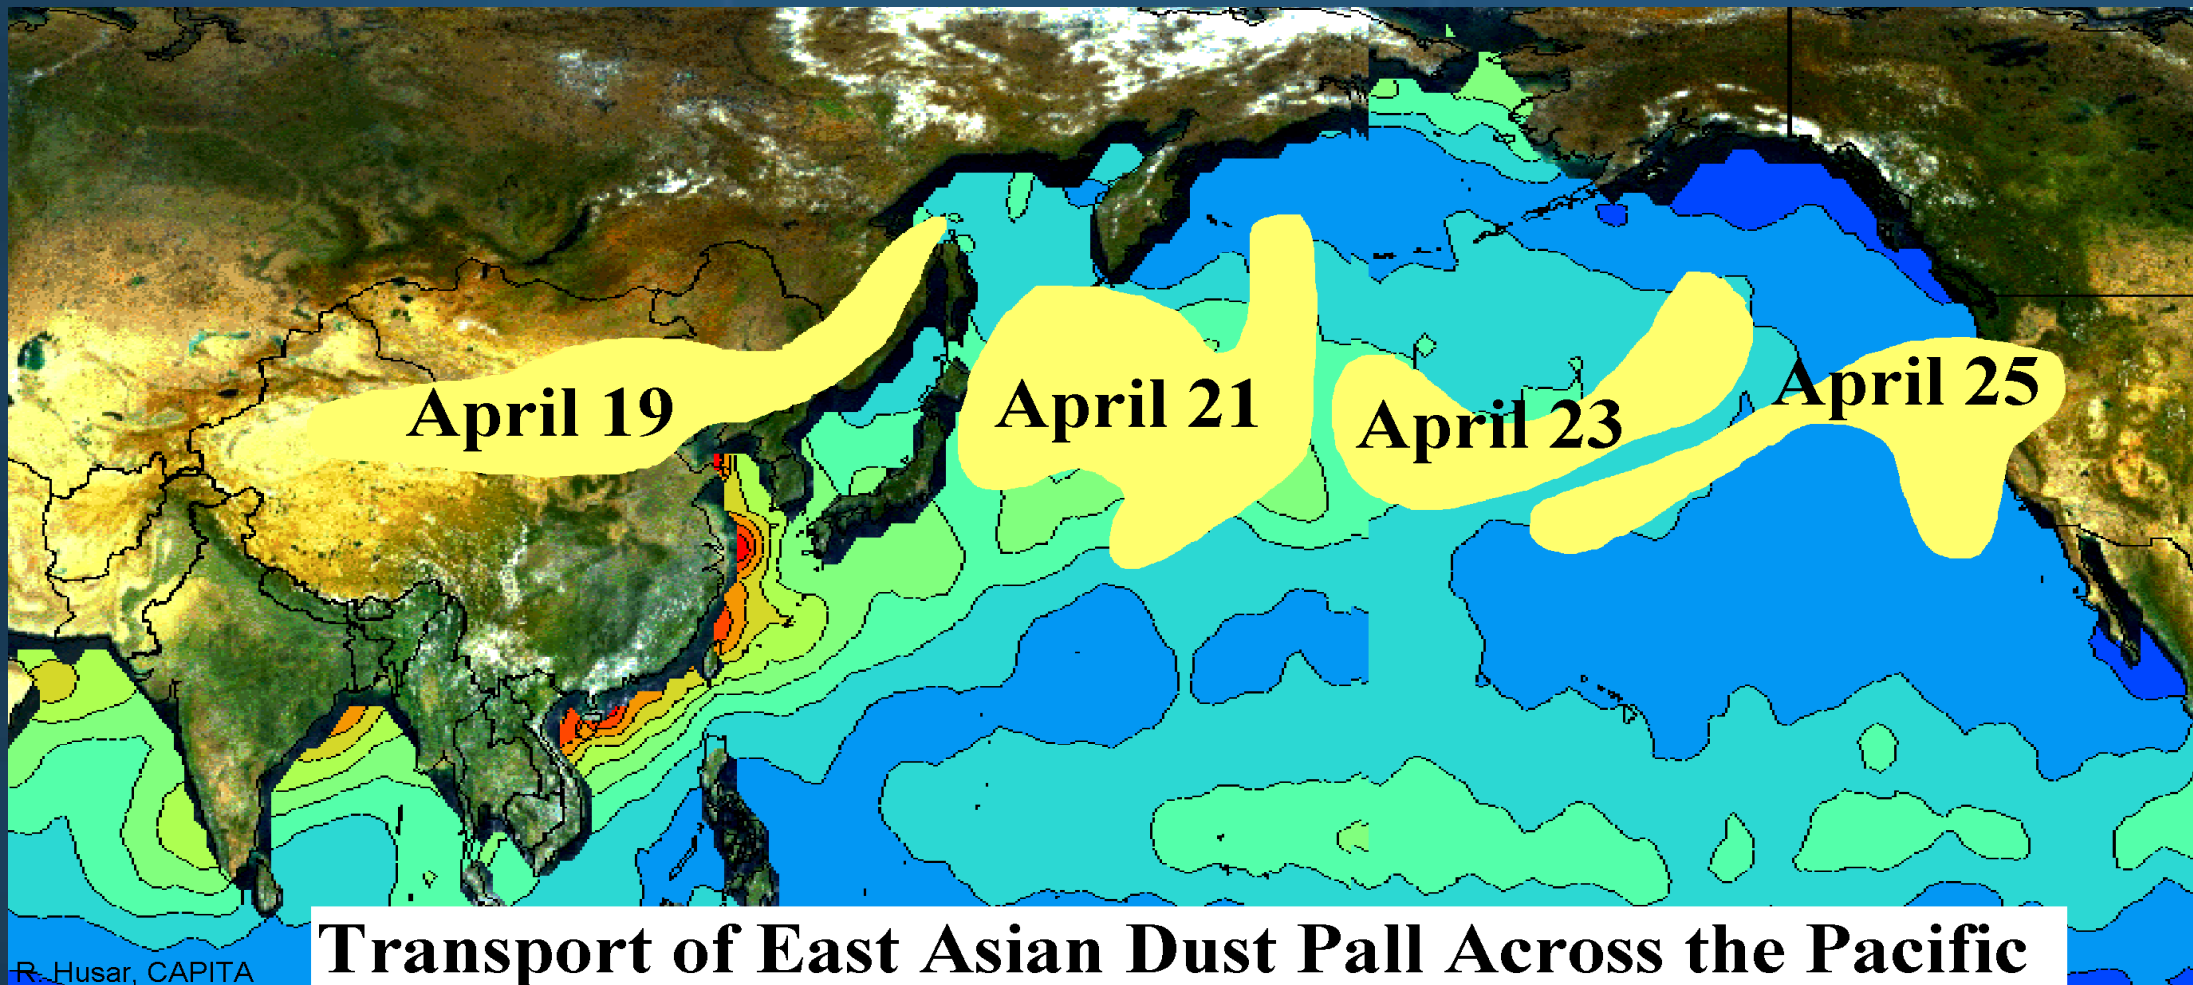 April 19
April 21
April 23
April 25
Transport of East Asian Dust Pall Across the Pacific
R. Husar, CAPITA